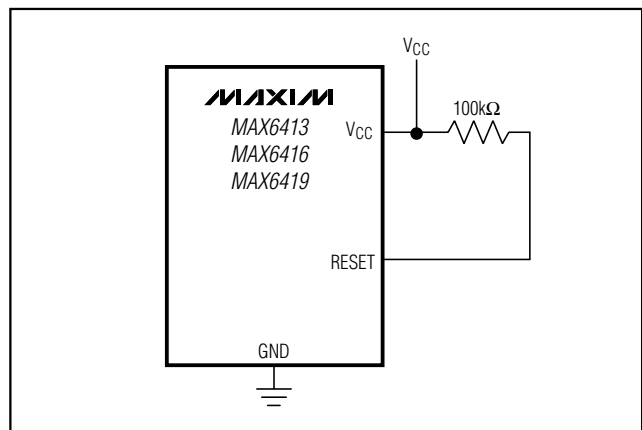 VCC
100kΩ
MAXIM
MAX6413
VCC
MAX6416
MAX6419
RESET
GND